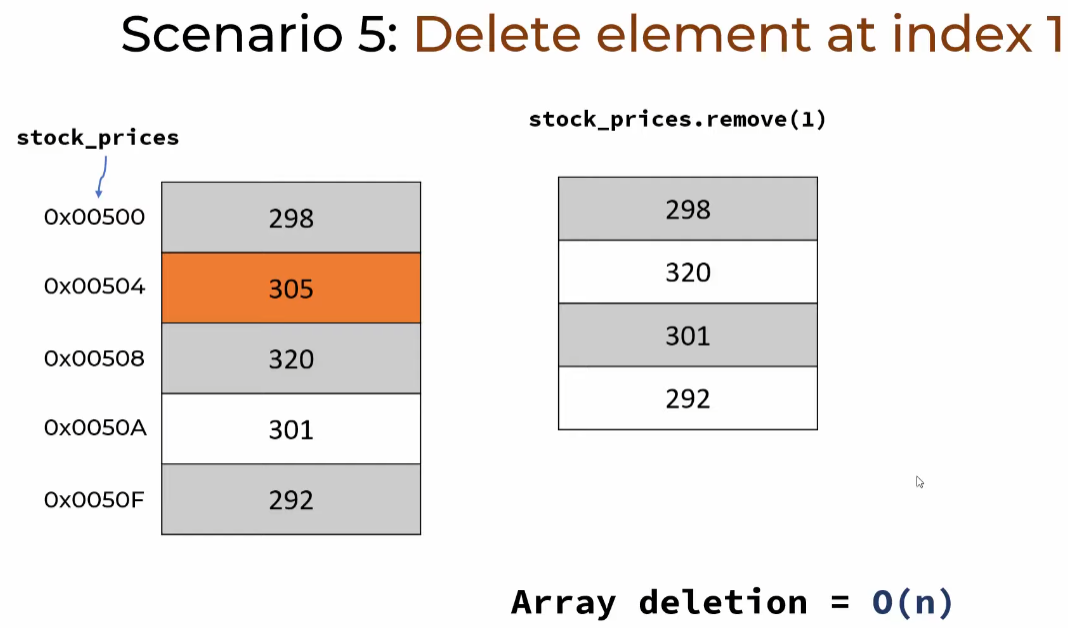 Scenario 5: Delete element at index 1
stock_prices
stock_prices.remove(1)
0x00500 298
0x00504 305
0x00508 320
0x0050A 301
0x0050F 292
298
320
301
292
Array deletion = O(n)